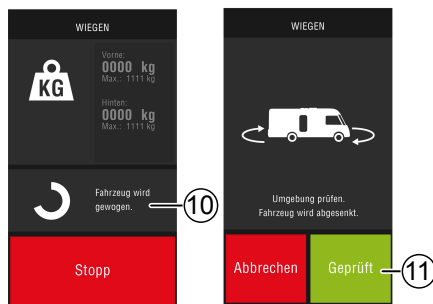 WIEGEN
KG
Vorne:
0000 kg
Max.: 1111 kg
Hinten:
0000 kg
Max.: 1111 kg
Fahrzeug wird
gewogen.
10
Stopp
WIEGEN
Umgebung prüfen.
Fahrzeug wird abgesenkt.
Abbrechen
Geprüft
11